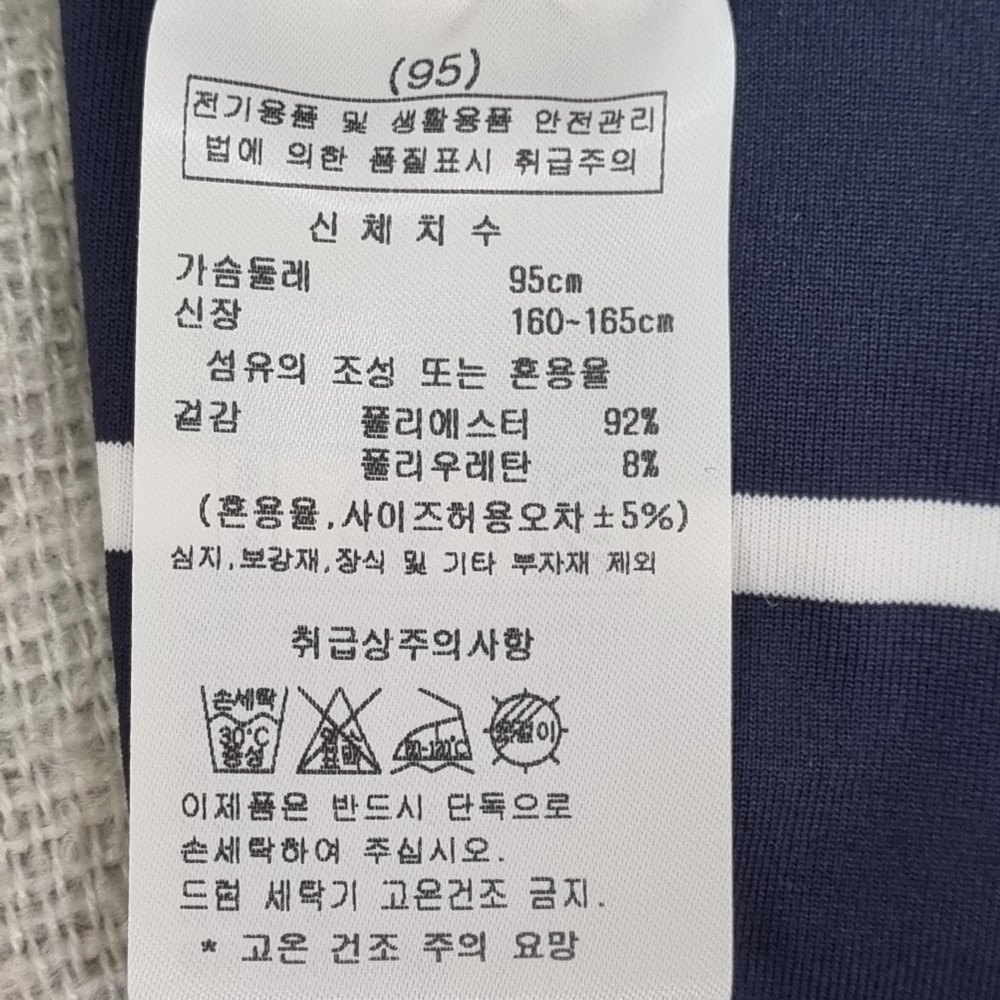 (95)
전기용품 및 생활용품 안전관리
법에 의한 품질표시 취급주의
신 체 치 수
가슴둘레 95cm
신장 160~165cm
섬유의 조성 또는 혼용율
겉감 폴리에스터 92%
폴리우레탄 8%
(혼용율,사이즈허용오차±5%)
심지,보강재,장식 및 기타 부자재 제외
취급상주의사항
손세탁
30°C
중성
염소
표백
80~120°C
옷걸이
이제품은 반드시 단독으로
손세탁하여 주십시오.
드럼 세탁기 고온건조 금지.
* 고온 건조 주의 요망